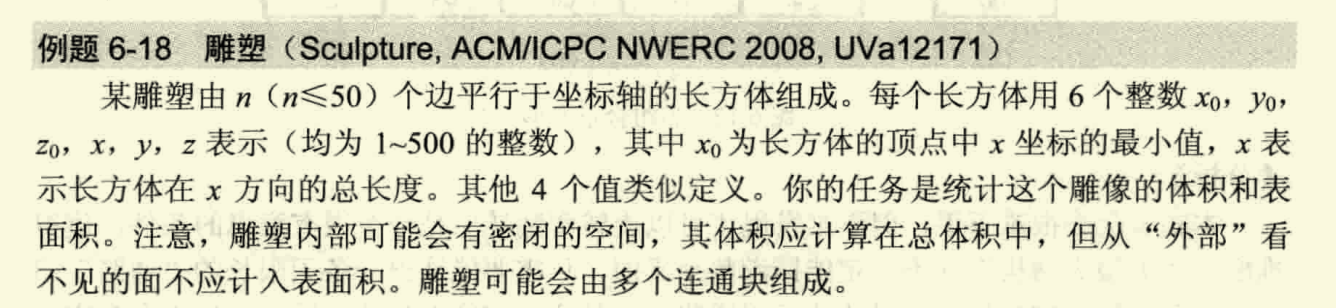 例题 6-18 雕塑（Sculpture, ACM/ICPC NWERC 2008, UVa12171）
某雕塑由 n（n≤50）个边平行于坐标轴的长方体组成。每个长方体用 6 个整数 x₀，y₀，
z₀，x，y，z 表示（均为 1~500 的整数），其中 x₀ 为长方体的顶点中 x 坐标的最小值，x 表
示长方体在 x 方向的总长度。其他 4 个值类似定义。你的任务是统计这个雕像的体积和表
面积。注意，雕塑内部可能会有密闭的空间，其体积应计算在总体积中，但从“外部”看
不见的面不应计入表面积。雕塑可能会由多个连通块组成。